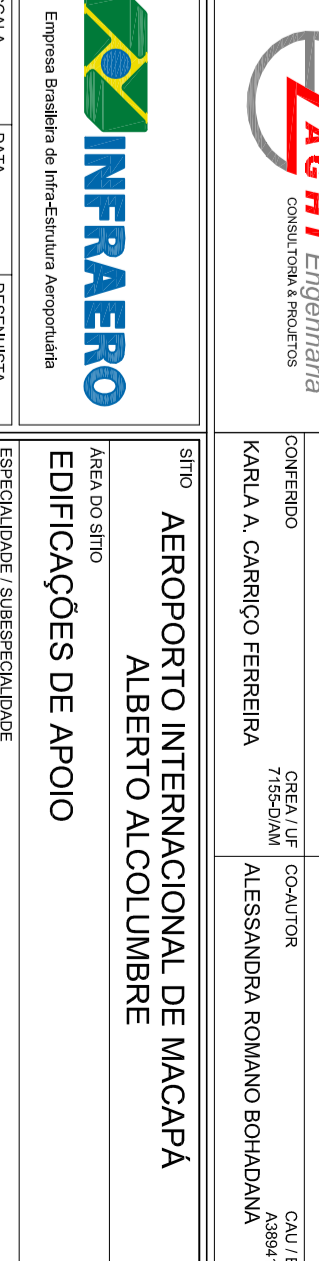 Engenharia
CONSULTORIA & PROJETOS
CONFERIDO
CREA / UF
KARLA A. CARRIÇO FERREIRA
7155-D/AM
CO-AUTOR
CAU /
ALESSANDRA ROMANO BOHADANA
INFRAERO
Empresa Brasileira de Infra-Estrutura Aeroportuária
SÍTIO
AEROPORTO INTERNACIONAL DE MACAPÁ
ALBERTO ALCOLUMBRE
ÁREA DO SÍTIO
EDIFICAÇÕES DE APOIO
DATA
DESENHISTA
ESPECIALIDADE / SUBESPECIALIDADE